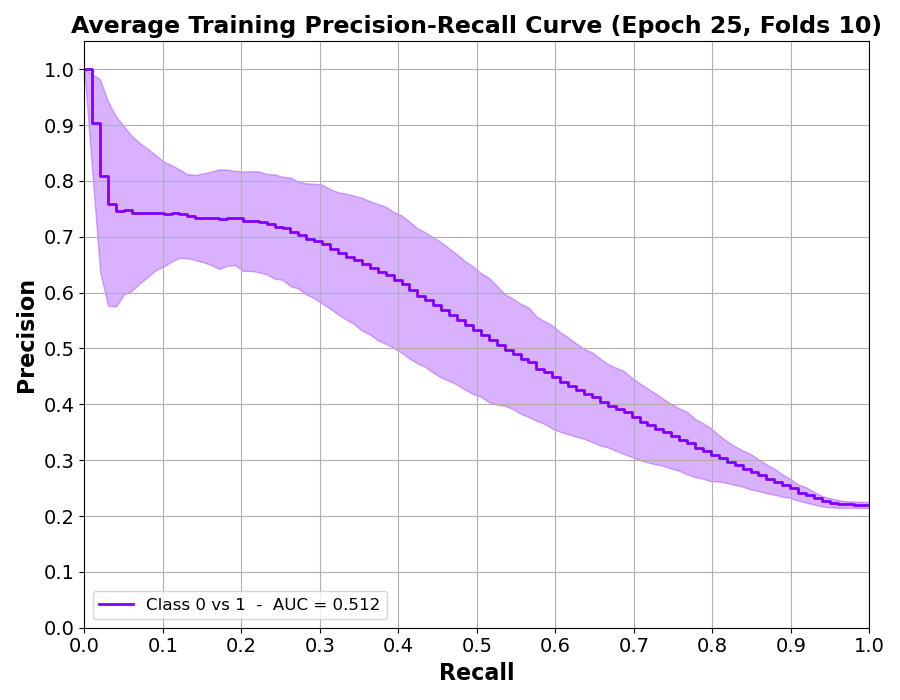 Average Training Precision-Recall Curve (Epoch 25, Folds 10)
1.0
0.9
0.8
0.7
0.6
0.5
0.4
0.3
0.2
0.1
0.0
Precision
Class 0 vs 1 - AUC = 0.512
0.0 0.1 0.2 0.3 0.4 0.5 0.6 0.7 0.8 0.9 1.0
Recall